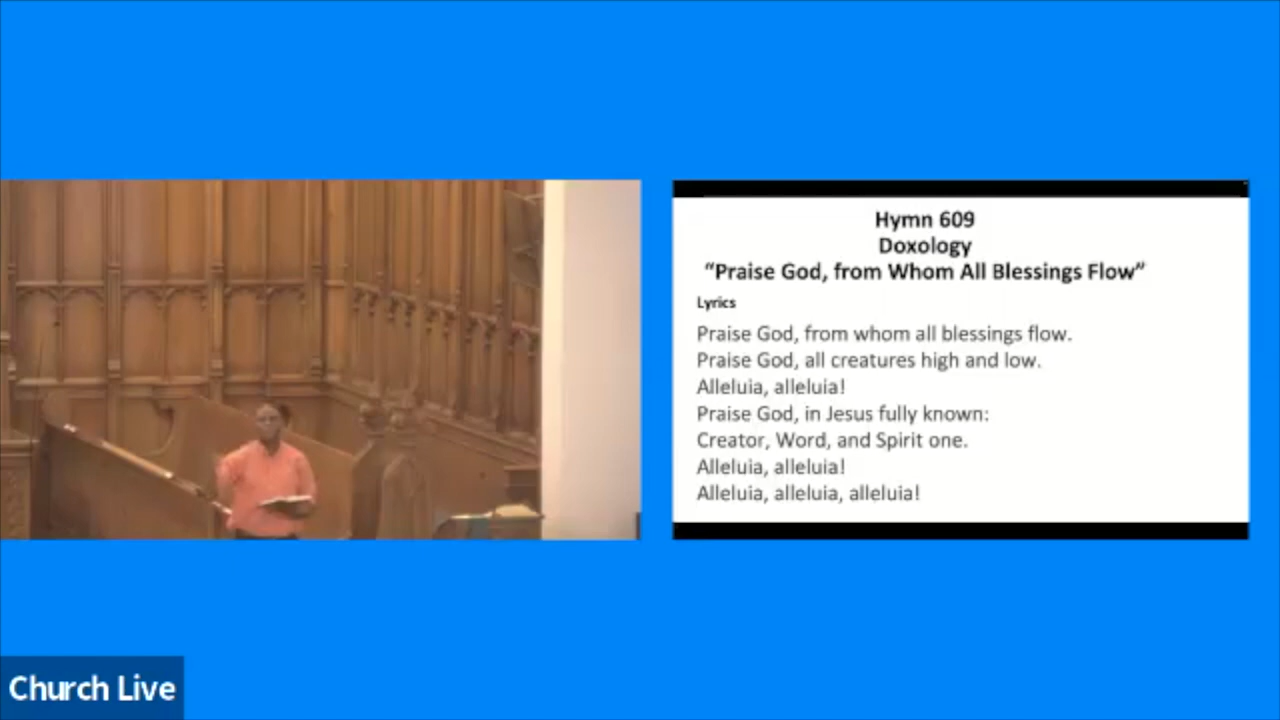 Hymn 609
Doxology
“Praise God, from Whom All Blessings Flow”
Lyrics
Praise God, from whom all blessings flow.
Praise God, all creatures high and low.
Alleluia, alleluia!
Praise God, in Jesus fully known:
Creator, Word, and Spirit one.
Alleluia, alleluia!
Alleluia, alleluia, alleluia!
Church Live